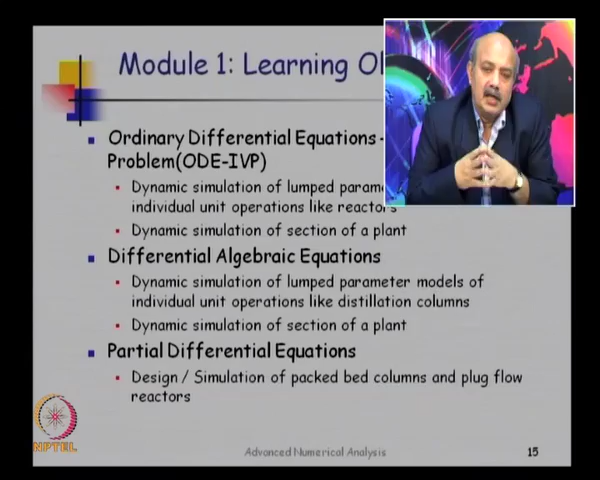 Module 1: Learning
Ordinary Differential Equations -
Problem(ODE-IVP)
Dynamic simulation of lumped
individual unit operations like reactors
Dynamic simulation of section of a plant
Differential Algebraic Equations
Dynamic simulation of lumped parameter models of
individual unit operations like distillation columns
Dynamic simulation of section of a plant
Partial Differential Equations
Design / Simulation of packed bed columns and plug flow
reactors
NPTEL
Advanced Numerical Analysis
15